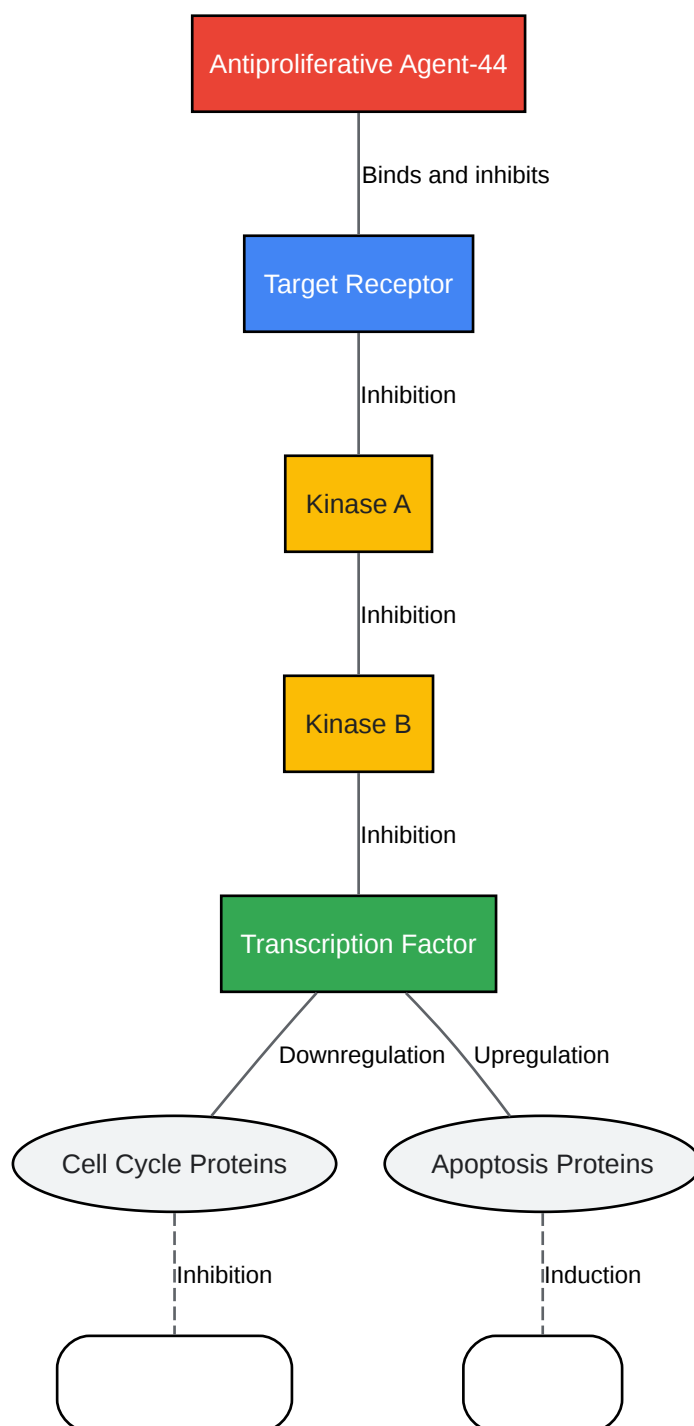 Antiproliferative Agent-44
Binds and inhibits
Target Receptor
Inhibition
Kinase A
Inhibition
Kinase B
Inhibition
Transcription Factor
Downregulation
Upregulation
Cell Cycle Proteins
Apoptosis Proteins
Inhibition
Induction